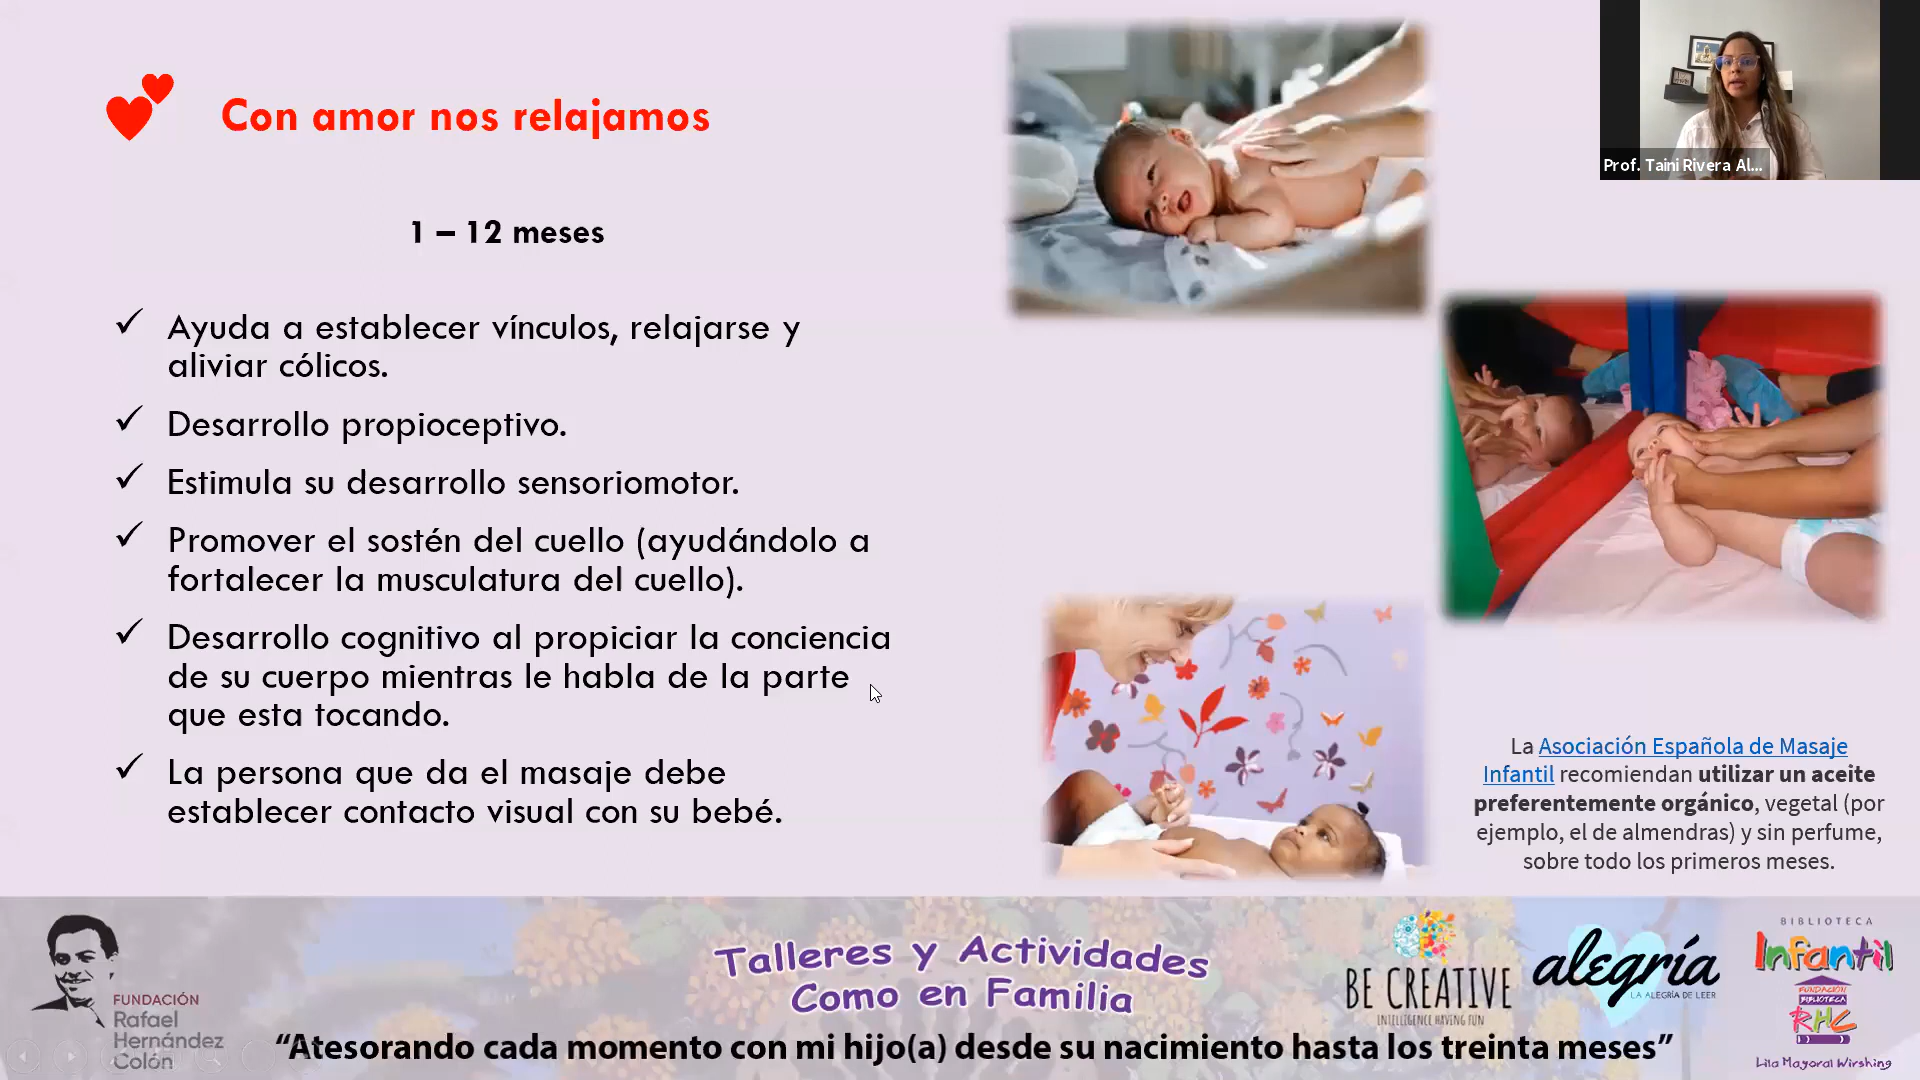 Con amor nos relajamos
Prof. Taini Rivera Al...
1 – 12 meses
✓ Ayuda a establecer vínculos, relajarse y
aliviar cólicos.
✓ Desarrollo propioceptivo.
✓ Estimula su desarrollo sensoriomotor.
✓ Promover el sostén del cuello (ayudándolo a
fortalecer la musculatura del cuello).
✓ Desarrollo cognitivo al propiciar la conciencia
de su cuerpo mientras le habla de la parte
que esta tocando.
✓ La persona que da el masaje debe
establecer contacto visual con su bebé.
La Asociación Española de Masaje
Infantil recomiendan utilizar un aceite
preferentemente orgánico, vegetal (por
ejemplo, el de almendras) y sin perfume,
sobre todo los primeros meses.
FUNDACIÓN
Rafael
Hernández
Colón
Talleres y Actividades
Como en Familia
“Atesorando cada momento con mi hijo(a) desde su nacimiento hasta los treinta meses”
BE CREATIVE
INTELLIGENCE HAVING FUN
alegría
LA ALEGRÍA DE LEER
BIBLIOTECA
Infantil
FUNDACIÓN
BIBLIOTECA
RHC
Lila Mayoral Wirshing